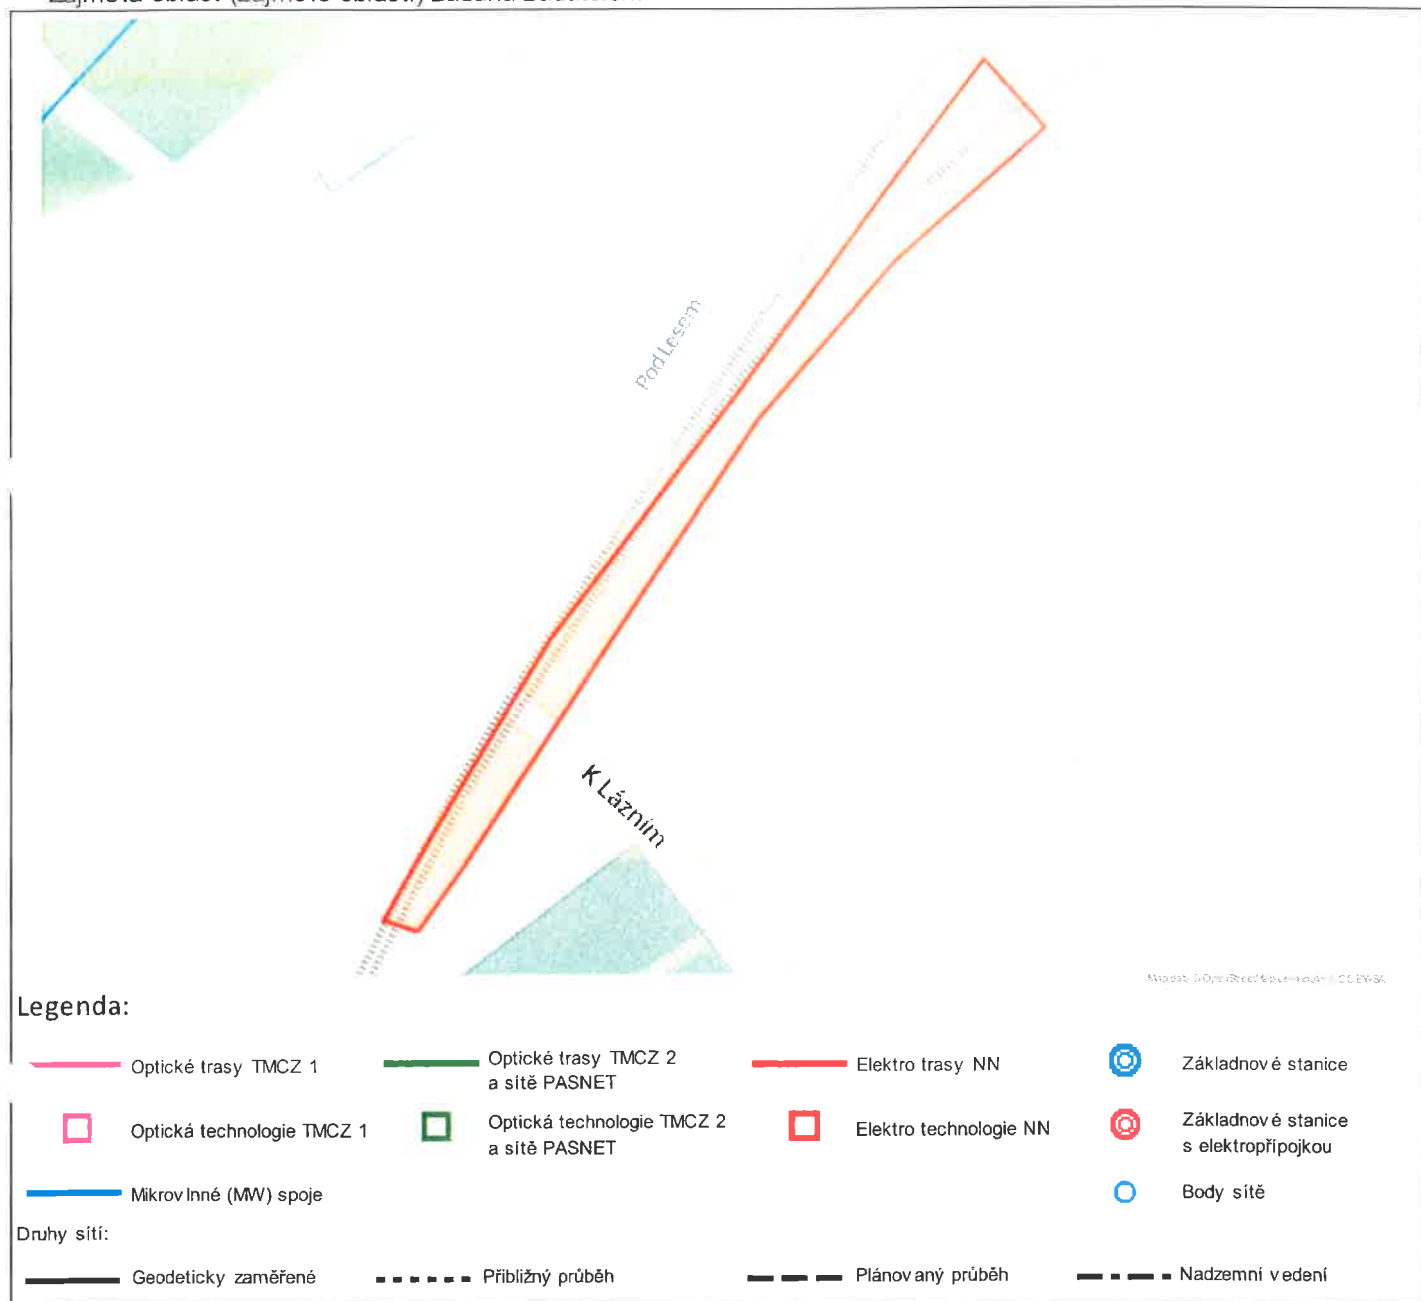 Pod Lesem
K Lázním
Legenda:
Optické trasy TMCZ 1
Optické trasy TMCZ 2
a sítě PASNET
Elektro trasy NN
Základnové stanice
Optická technologie TMCZ 1
Optická technologie TMCZ 2
a sítě PASNET
Elektro technologie NN
Základnové stanice
s elektropřípojkou
Mikrovlnné (MW) spoje
Body sítě
Druhy sítí:
Geodeticky zaměřené
Přibližný průběh
Plánovaný průběh
Nadzemní vedení